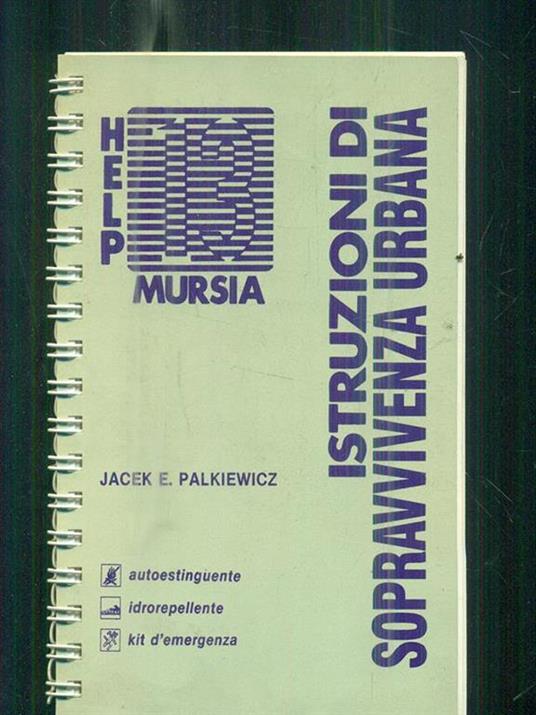 HELP
13
MURSIA
ISTRUZIONI DI
SOPRAVVIVENZA URBANA
JACEK E. PALKIEWICZ
autoestinguente
idrorepellente
kit d'emergenza